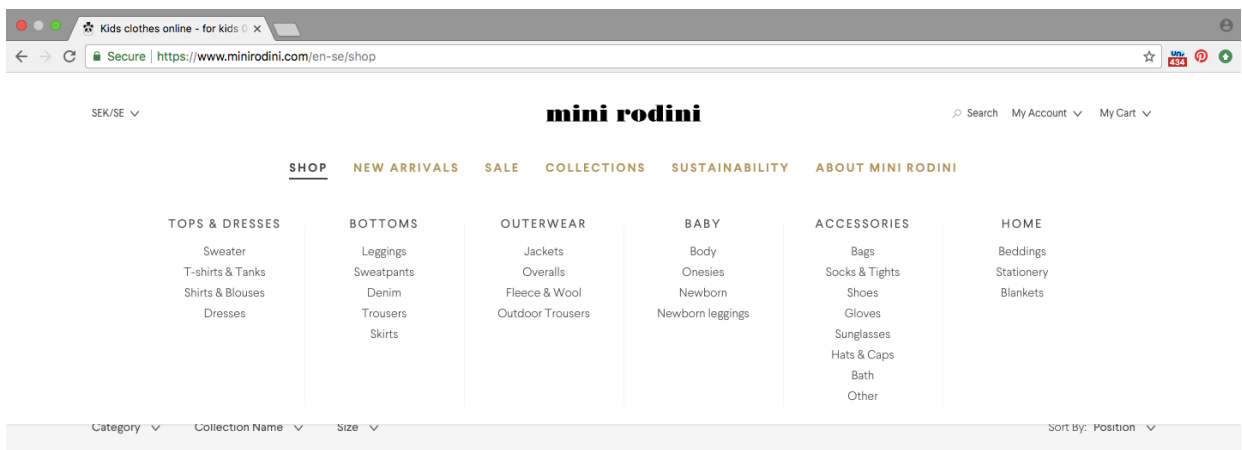 Kids clothes online - for kids 0
Secure | https://www.minirodini.com/en-se/shop
Un:
434
SEK/SE
mini rodini
Search My Account My Cart
SHOP NEW ARRIVALS SALE COLLECTIONS SUSTAINABILITY ABOUT MINI RODINI
TOPS & DRESSES
Sweater
T-shirts & Tanks
Shirts & Blouses
Dresses
BOTTOMS
Leggings
Sweatpants
Denim
Trousers
Skirts
OUTERWEAR
Jackets
Overalls
Fleece & Wool
Outdoor Trousers
BABY
Body
Onesies
Newborn
Newborn leggings
ACCESSORIES
Bags
Socks & Tights
Shoes
Gloves
Sunglasses
Hats & Caps
Bath
Other
HOME
Beddings
Stationery
Blankets
Category Collection Name Size Sort By: Position